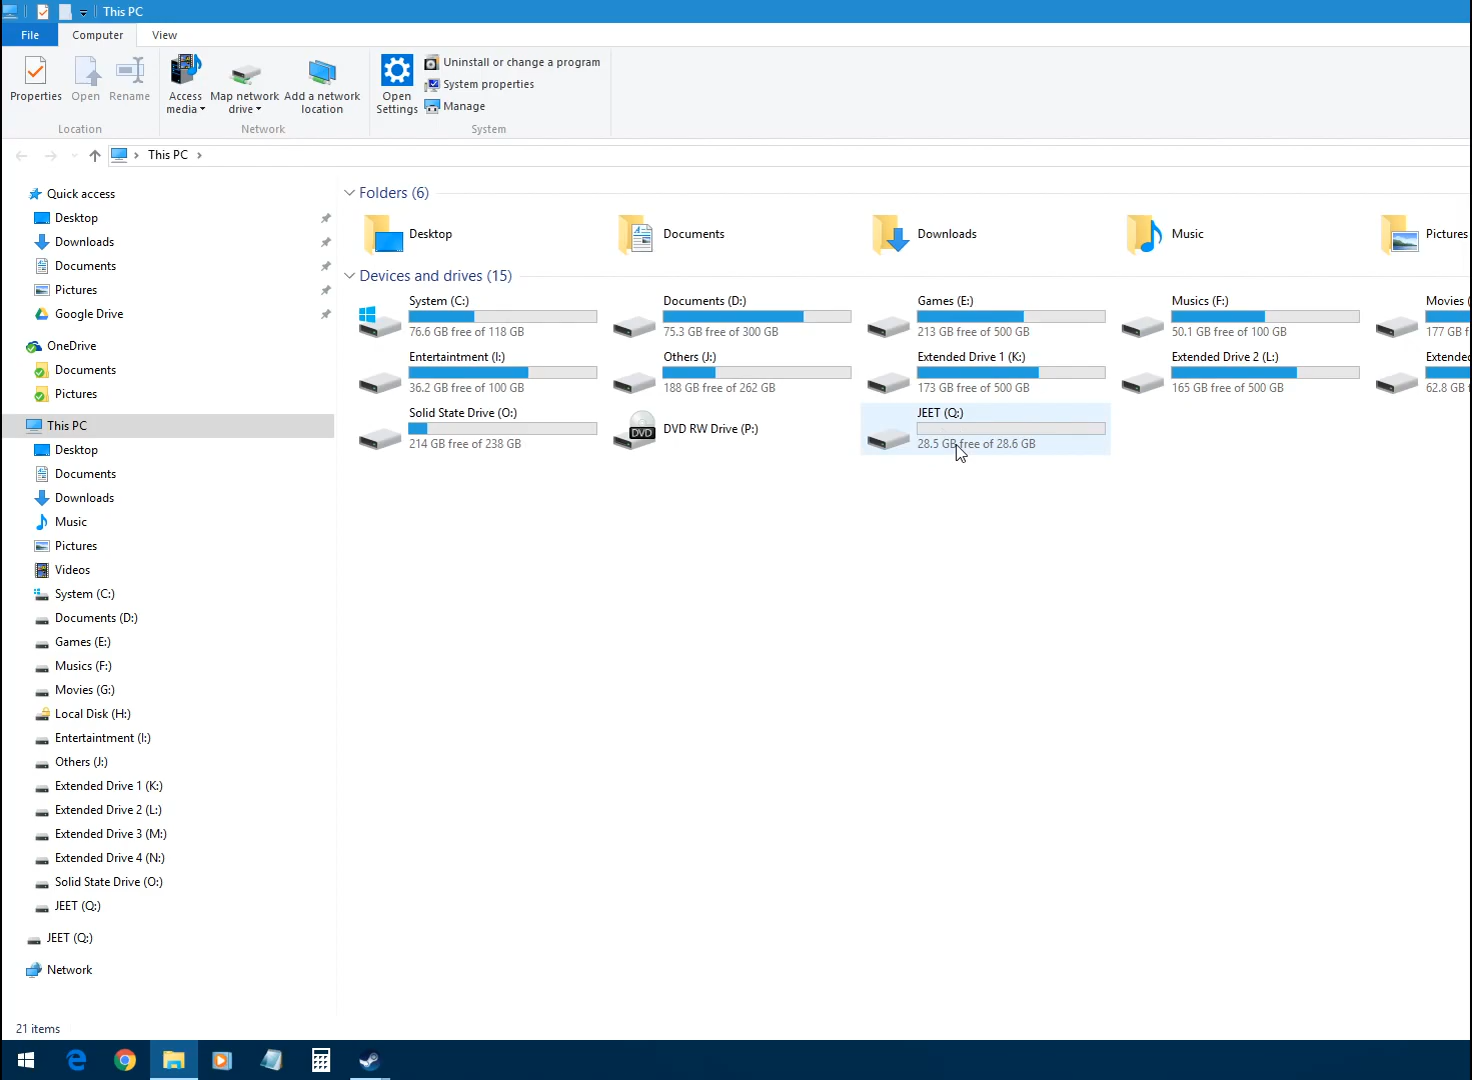 This PC
File Computer View
Properties Open Rename Access media Map network drive Add a network location Open Settings Uninstall or change a program
System properties
Manage
Location Network System
This PC
Quick access
Desktop
Downloads
Documents
Pictures
Google Drive
OneDrive
Documents
Pictures
This PC
Desktop
Documents
Downloads
Music
Pictures
Videos
System (C:)
Documents (D:)
Games (E:)
Musics (F:)
Movies (G:)
Local Disk (H:)
Entertaintment (I:)
Others (J:)
Extended Drive 1 (K:)
Extended Drive 2 (L:)
Extended Drive 3 (M:)
Extended Drive 4 (N:)
Solid State Drive (O:)
JEET (Q:)
JEET (Q:)
Network
Folders (6)
Desktop Documents Downloads Music Pictures
Devices and drives (15)
System (C:) Documents (D:) Games (E:) Musics (F:) Movies
76.6 GB free of 118 GB 75.3 GB free of 300 GB 213 GB free of 500 GB 50.1 GB free of 100 GB 177 GB f
Entertaintment (I:) Others (J:) Extended Drive 1 (K:) Extended Drive 2 (L:) Extended
36.2 GB free of 100 GB 188 GB free of 262 GB 173 GB free of 500 GB 165 GB free of 500 GB 62.8 GB f
Solid State Drive (O:) DVD DVD RW Drive (P:) JEET (Q:)
214 GB free of 238 GB 28.5 GB free of 28.6 GB
21 items